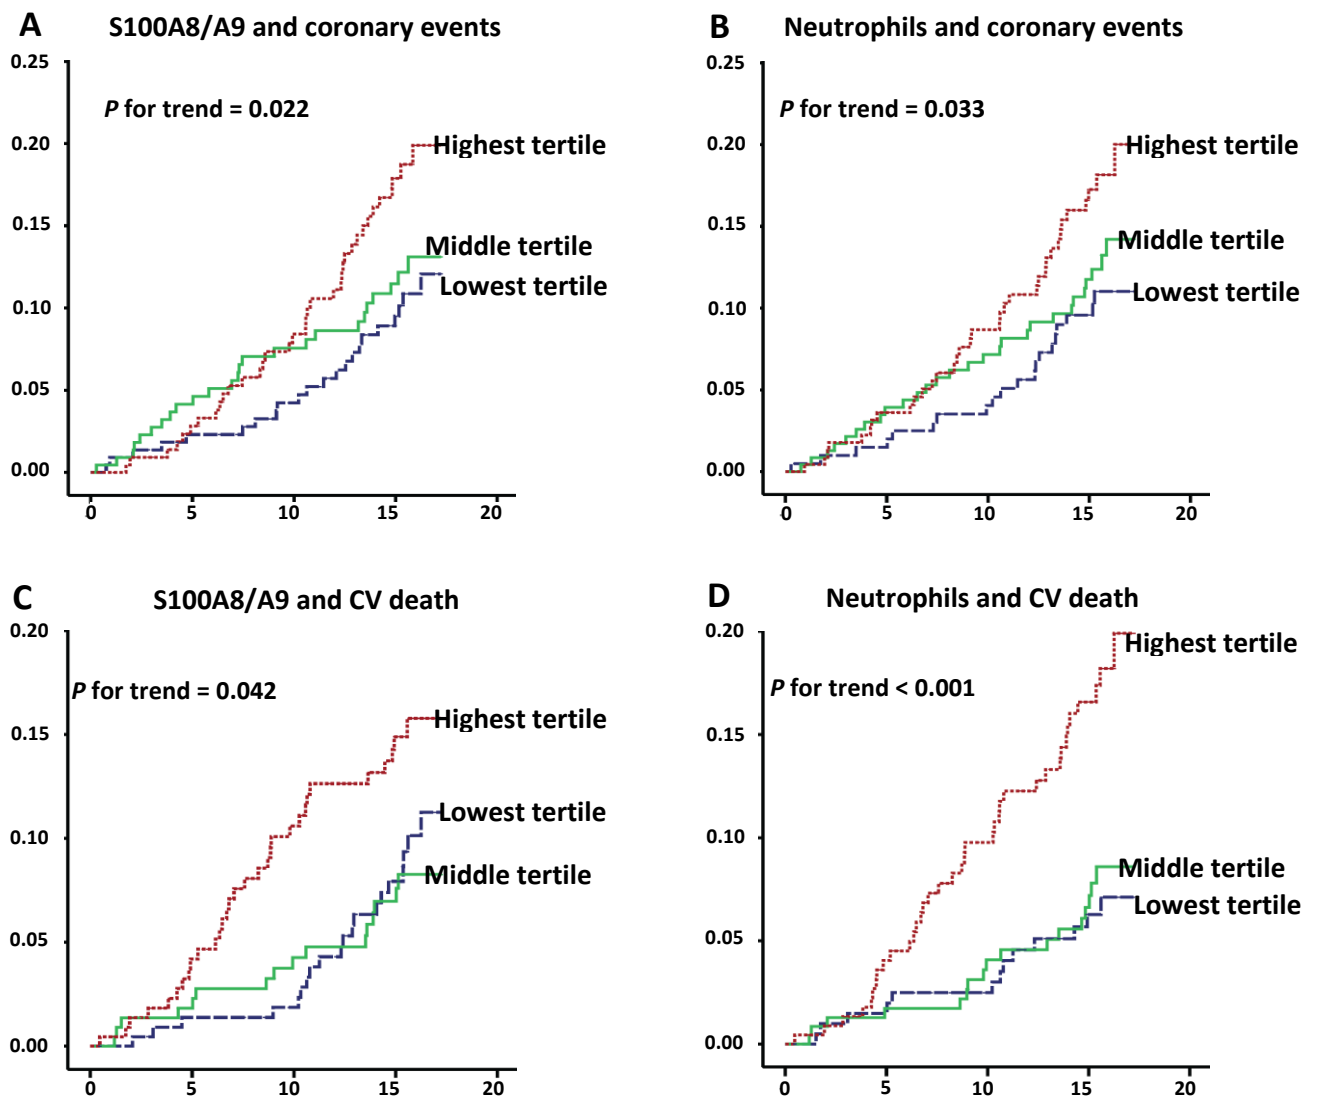 A
S100A8/A9 and coronary events
0.25
P for trend = 0.022
0.20
Highest tertile
0.15
Middle tertile
Lowest tertile
0.10
0.05
0.00
0 5 10 15 20
B
Neutrophils and coronary events
0.25
P for trend = 0.033
0.20
Highest tertile
0.15
Middle tertile
Lowest tertile
0.10
0.05
0.00
0 5 10 15 20
C
S100A8/A9 and CV death
0.20
P for trend = 0.042
Highest tertile
0.15
Lowest tertile
0.10
Middle tertile
0.05
0.00
0 5 10 15 20
D
Neutrophils and CV death
0.20
Highest tertile
P for trend < 0.001
0.15
0.10
Middle tertile
Lowest tertile
0.05
0.00
0 5 10 15 20